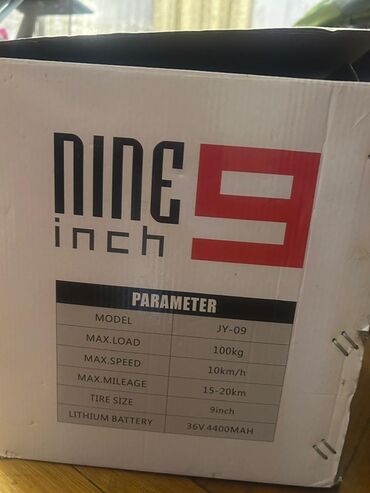 NINE 9
inch
PARAMETER
MODEL JY-09
MAX.LOAD 100kg
MAX.SPEED 10km/h
MAX.MILEAGE 15-20km
TIRE SIZE 9inch
LITHIUM BATTERY 36V.4400MAH